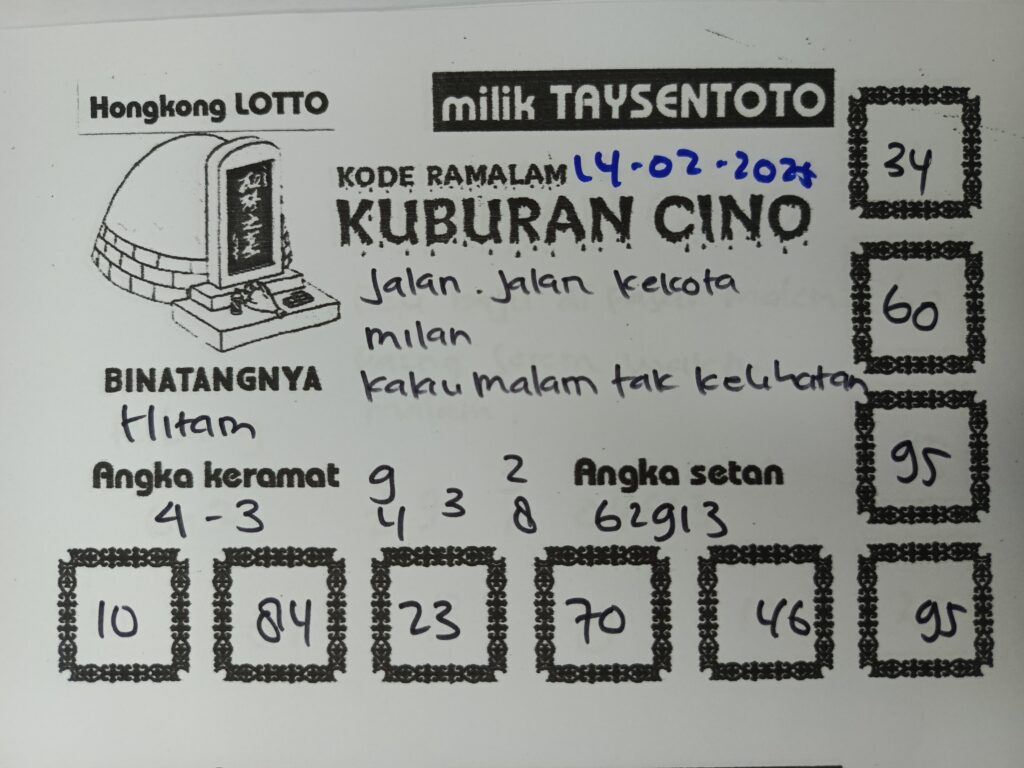 Hongkong LOTTO
milik TAYSENTOTO
KODE RAMALAM 14-02-2025
KUBURAN CINO
Jalan. Jalan kekota
milan
kalau malam tak kelihatan
BINATANGNYA
Hitam
Angka keramat
4 - 3
9 2
4 3 8
Angka setan
62913
34
60
95
10 84 23 70 46 95